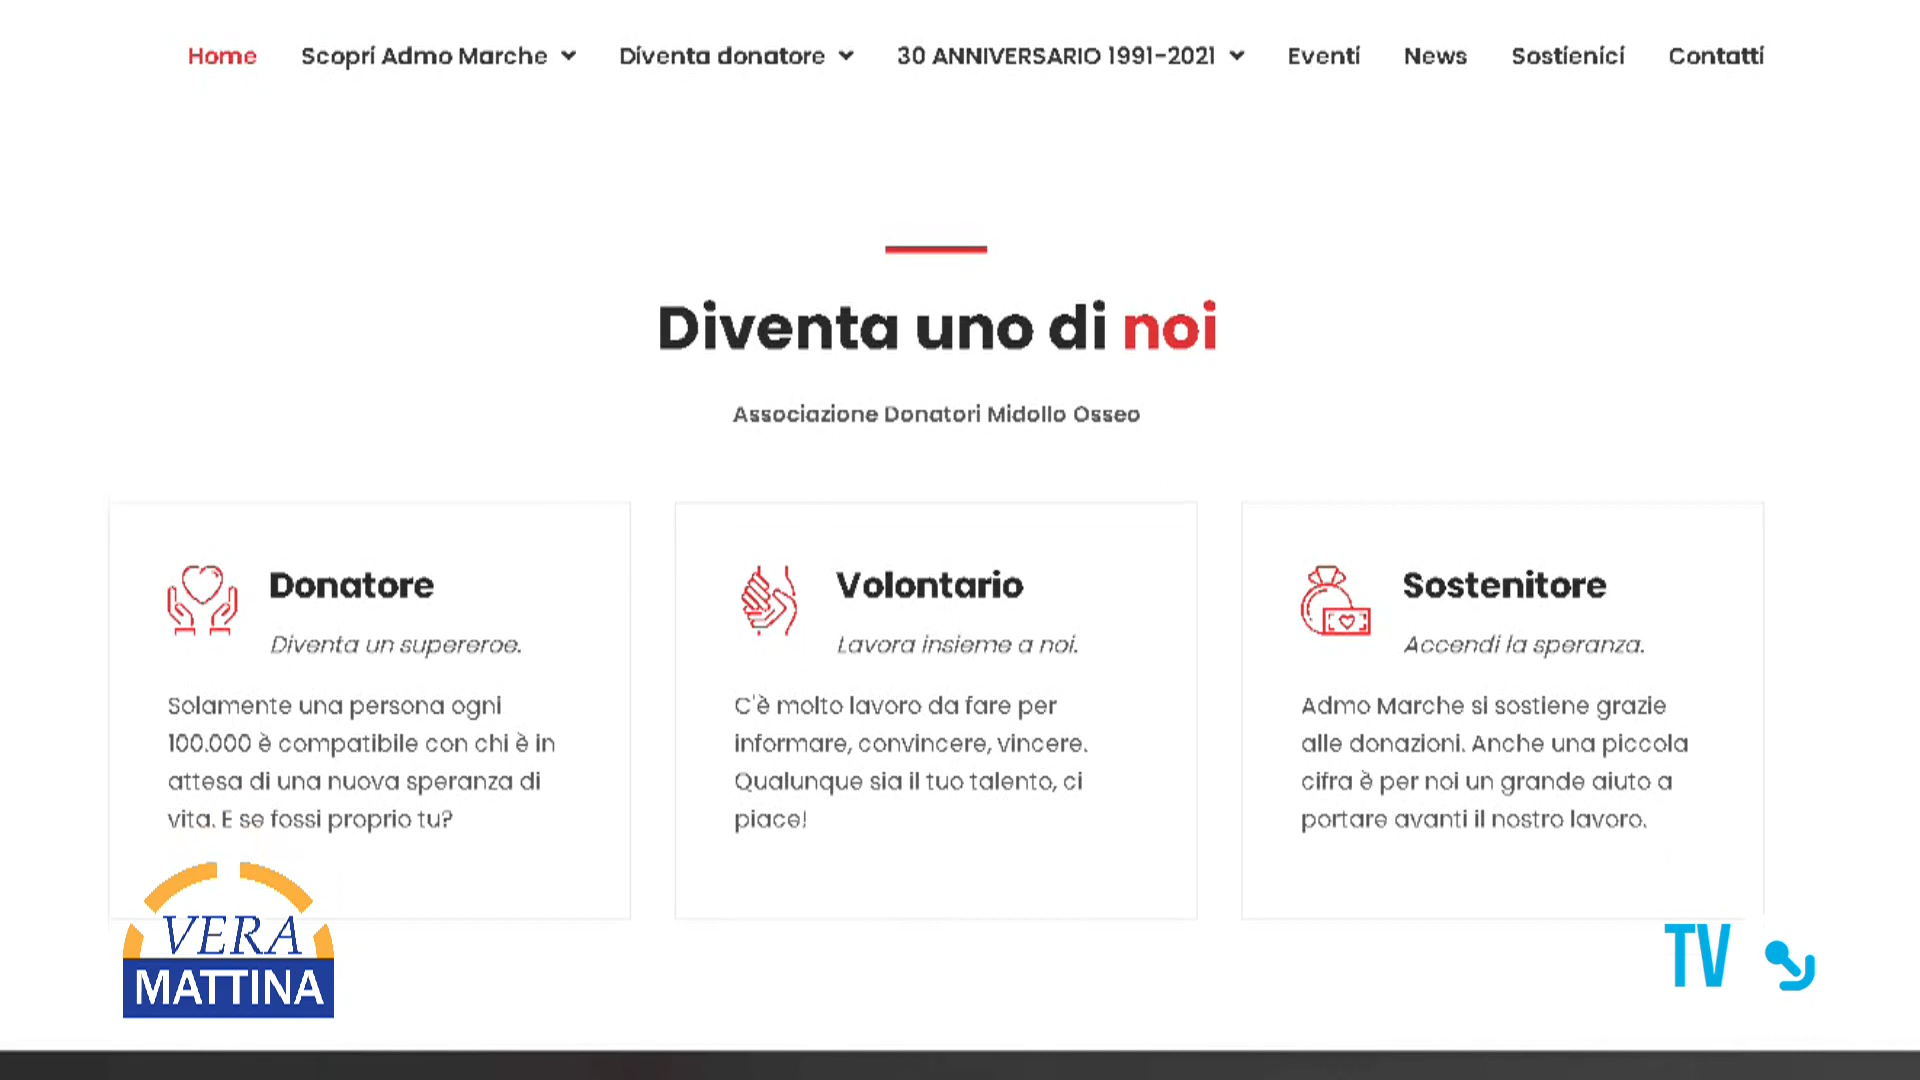 Home Scopri Admo Marche Diventa donatore 30 ANNIVERSARIO 1991-2021 Eventi News Sostienici Contatti
Diventa uno di noi
Associazione Donatori Midollo Osseo
Donatore
Diventa un supereroe.
Solamente una persona ogni
100.000 è compatibile con chi è in
attesa di una nuova speranza di
vita. E se fossi proprio tu?
Volontario
Lavora insieme a noi.
C'è molto lavoro da fare per
informare, convincere, vincere.
Qualunque sia il tuo talento, ci
piace!
Sostenitore
Accendi la speranza.
Admo Marche si sostiene grazie
alle donazioni. Anche una piccola
cifra è per noi un grande aiuto a
portare avanti il nostro lavoro.
VERA
MATTINA
TV